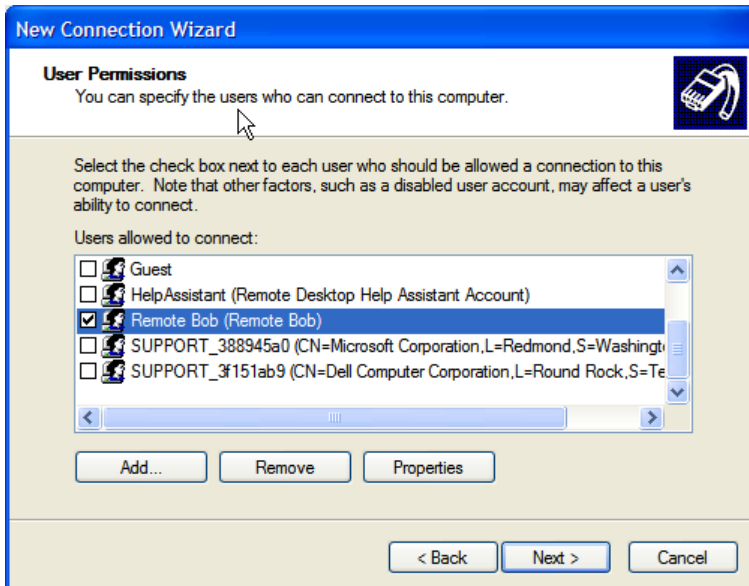 New Connection Wizard
User Permissions
You can specify the users who can connect to this computer.
Select the check box next to each user who should be allowed a connection to this
computer.  Note that other factors, such as a disabled user account, may affect a user's
ability to connect.
Users allowed to connect:
Guest
HelpAssistant (Remote Desktop Help Assistant Account)
Remote Bob (Remote Bob)
SUPPORT_388945a0 (CN=Microsoft Corporation,L=Redmond,S=Washingt
SUPPORT_3f151ab9 (CN=Dell Computer Corporation,L=Round Rock,S=Te
Add... Remove Properties
< Back Next > Cancel